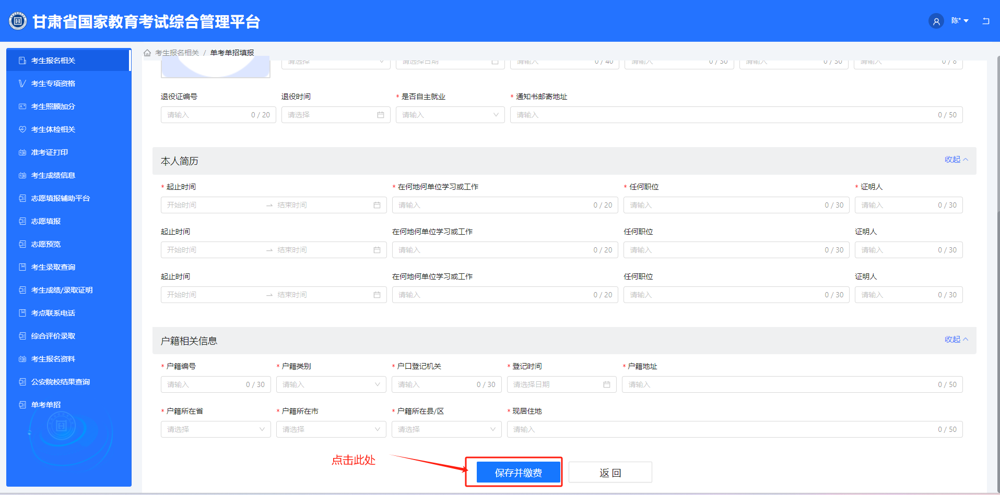 甘肃省国家教育考试综合管理平台
陈*
考生报名相关
考生专项资格
考生照顾加分
考生体检相关
准考证打印
考生成绩信息
志愿填报辅助平台
志愿填报
志愿预览
考生录取查询
考生成绩/录取证明
考点联系电话
综合评价录取
考生报名资料
公安院校结果查询
单考单招
考生报名相关 / 单考单招填报
请选择 请选择日期 请输入 0 / 40 请输入 0 / 30 请输入 0 / 30 请输入 0 / 8
退役证编号 退役时间 * 是否自主就业 * 通知书邮寄地址
请输入 0 / 20 请选择 请输入 请输入 0 / 50
本人简历 收起
* 起止时间 * 在何地何单位学习或工作 * 任何职位 * 证明人
开始时间 → 结束时间 请输入 0 / 20 请输入 0 / 30 请输入 0 / 30
起止时间 在何地何单位学习或工作 任何职位 证明人
开始时间 → 结束时间 请输入 0 / 20 请输入 0 / 30 请输入 0 / 30
起止时间 在何地何单位学习或工作 任何职位 证明人
开始时间 → 结束时间 请输入 0 / 20 请输入 0 / 30 请输入 0 / 30
户籍相关信息 收起
* 户籍编号 * 户籍类别 * 户口登记机关 * 登记时间 * 户籍地址
请输入 0 / 30 请输入 请输入 0 / 30 请选择日期 请输入 0 / 50
* 户籍所在省 * 户籍所在市 * 户籍所在县/区 * 现居住地
请选择 请选择 请选择 请输入 0 / 50
点击此处
保存并缴费 返 回